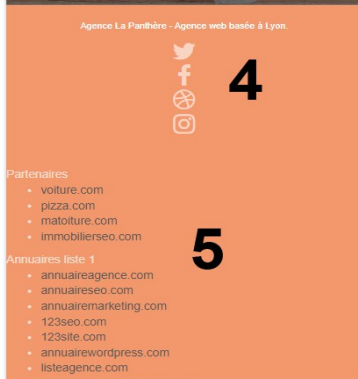 Agence La Panthère - Agence web basée à Lyon.
4
Partenaires
• voiture.com
• pizza.com
• matoiture.com
• immobilierseo.com
5
Annuaires liste 1
• annuaireagence.com
• annuaireseo.com
• annuairemarketing.com
• 123seo.com
• 123site.com
• annuairewordpress.com
• listeagence.com